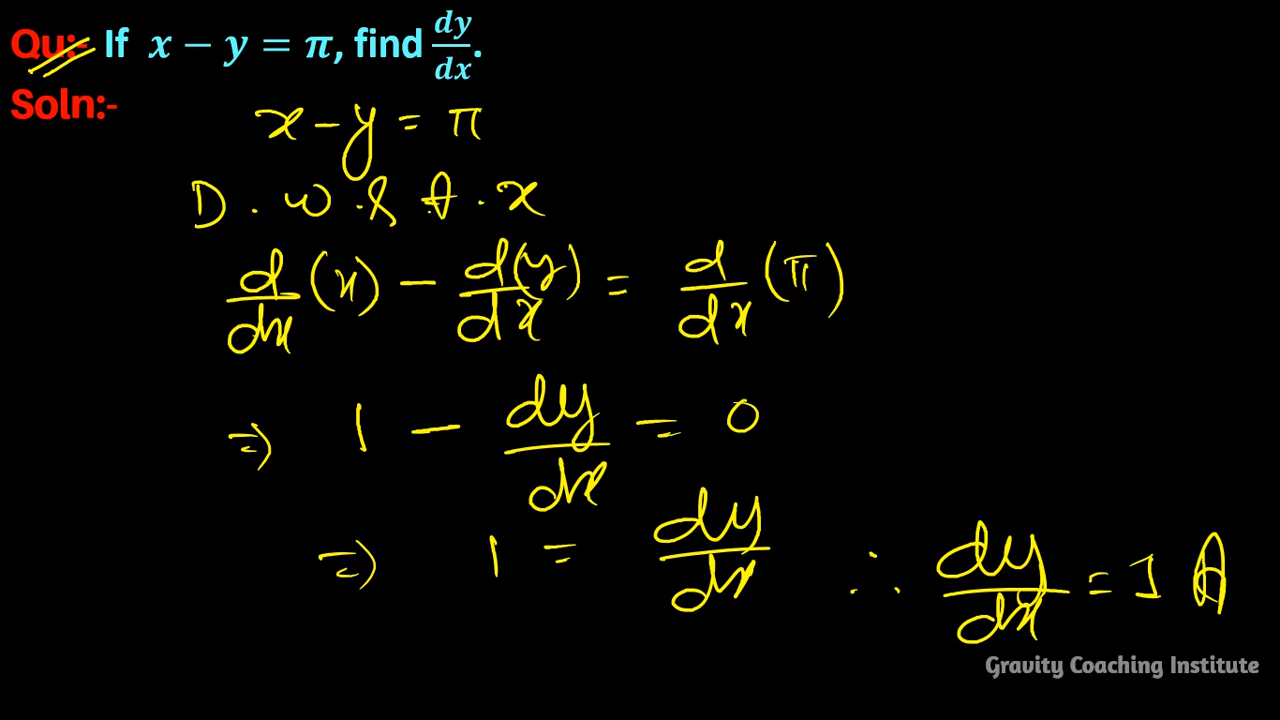 Qu:- If x − y = π, find dy/dx.
Soln:-
x − y = π
D . w . r t . x
d/dx (x) − d(y)/dx = d/dx (π)
⇒ 1 − dy/dx = 0
⇒ 1 = dy/dx ∴ dy/dx = 1 A
Gravity Coaching Institute